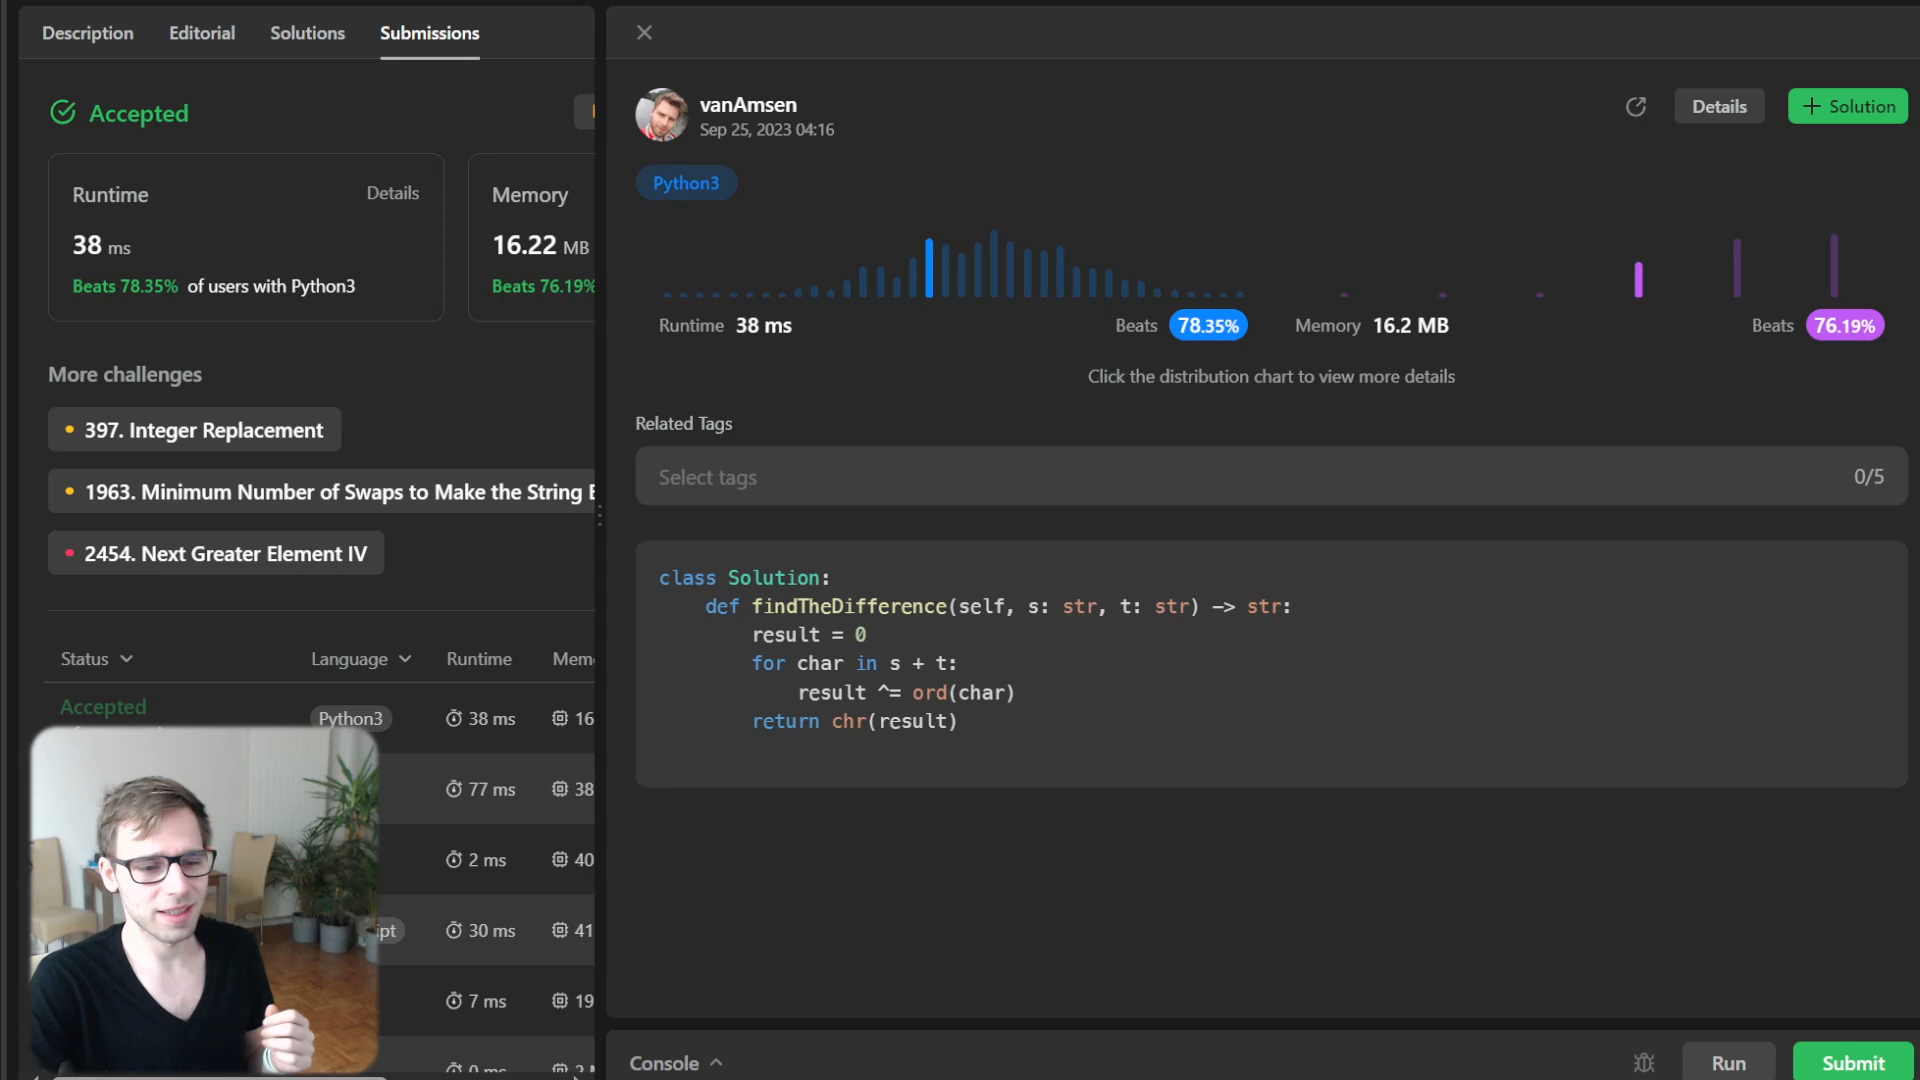 Description Editorial Solutions Submissions
Accepted
Runtime Details
38 ms
Beats 78.35% of users with Python3
Memory
16.22 MB
Beats 76.19%
More challenges
397. Integer Replacement
1963. Minimum Number of Swaps to Make the String
2454. Next Greater Element IV
Status Language Runtime
Accepted
Python3 38 ms 16
77 ms 38
2 ms 40
30 ms 41
7 ms 19
vanAmsen
Sep 25, 2023 04:16
Details
+ Solution
Python3
Runtime 38 ms Beats 78.35% Memory 16.2 MB Beats 76.19%
Click the distribution chart to view more details
Related Tags
Select tags 0/5
class Solution:
def findTheDifference(self, s: str, t: str) -> str:
result = 0
for char in s + t:
result ^= ord(char)
return chr(result)
Console Run Submit